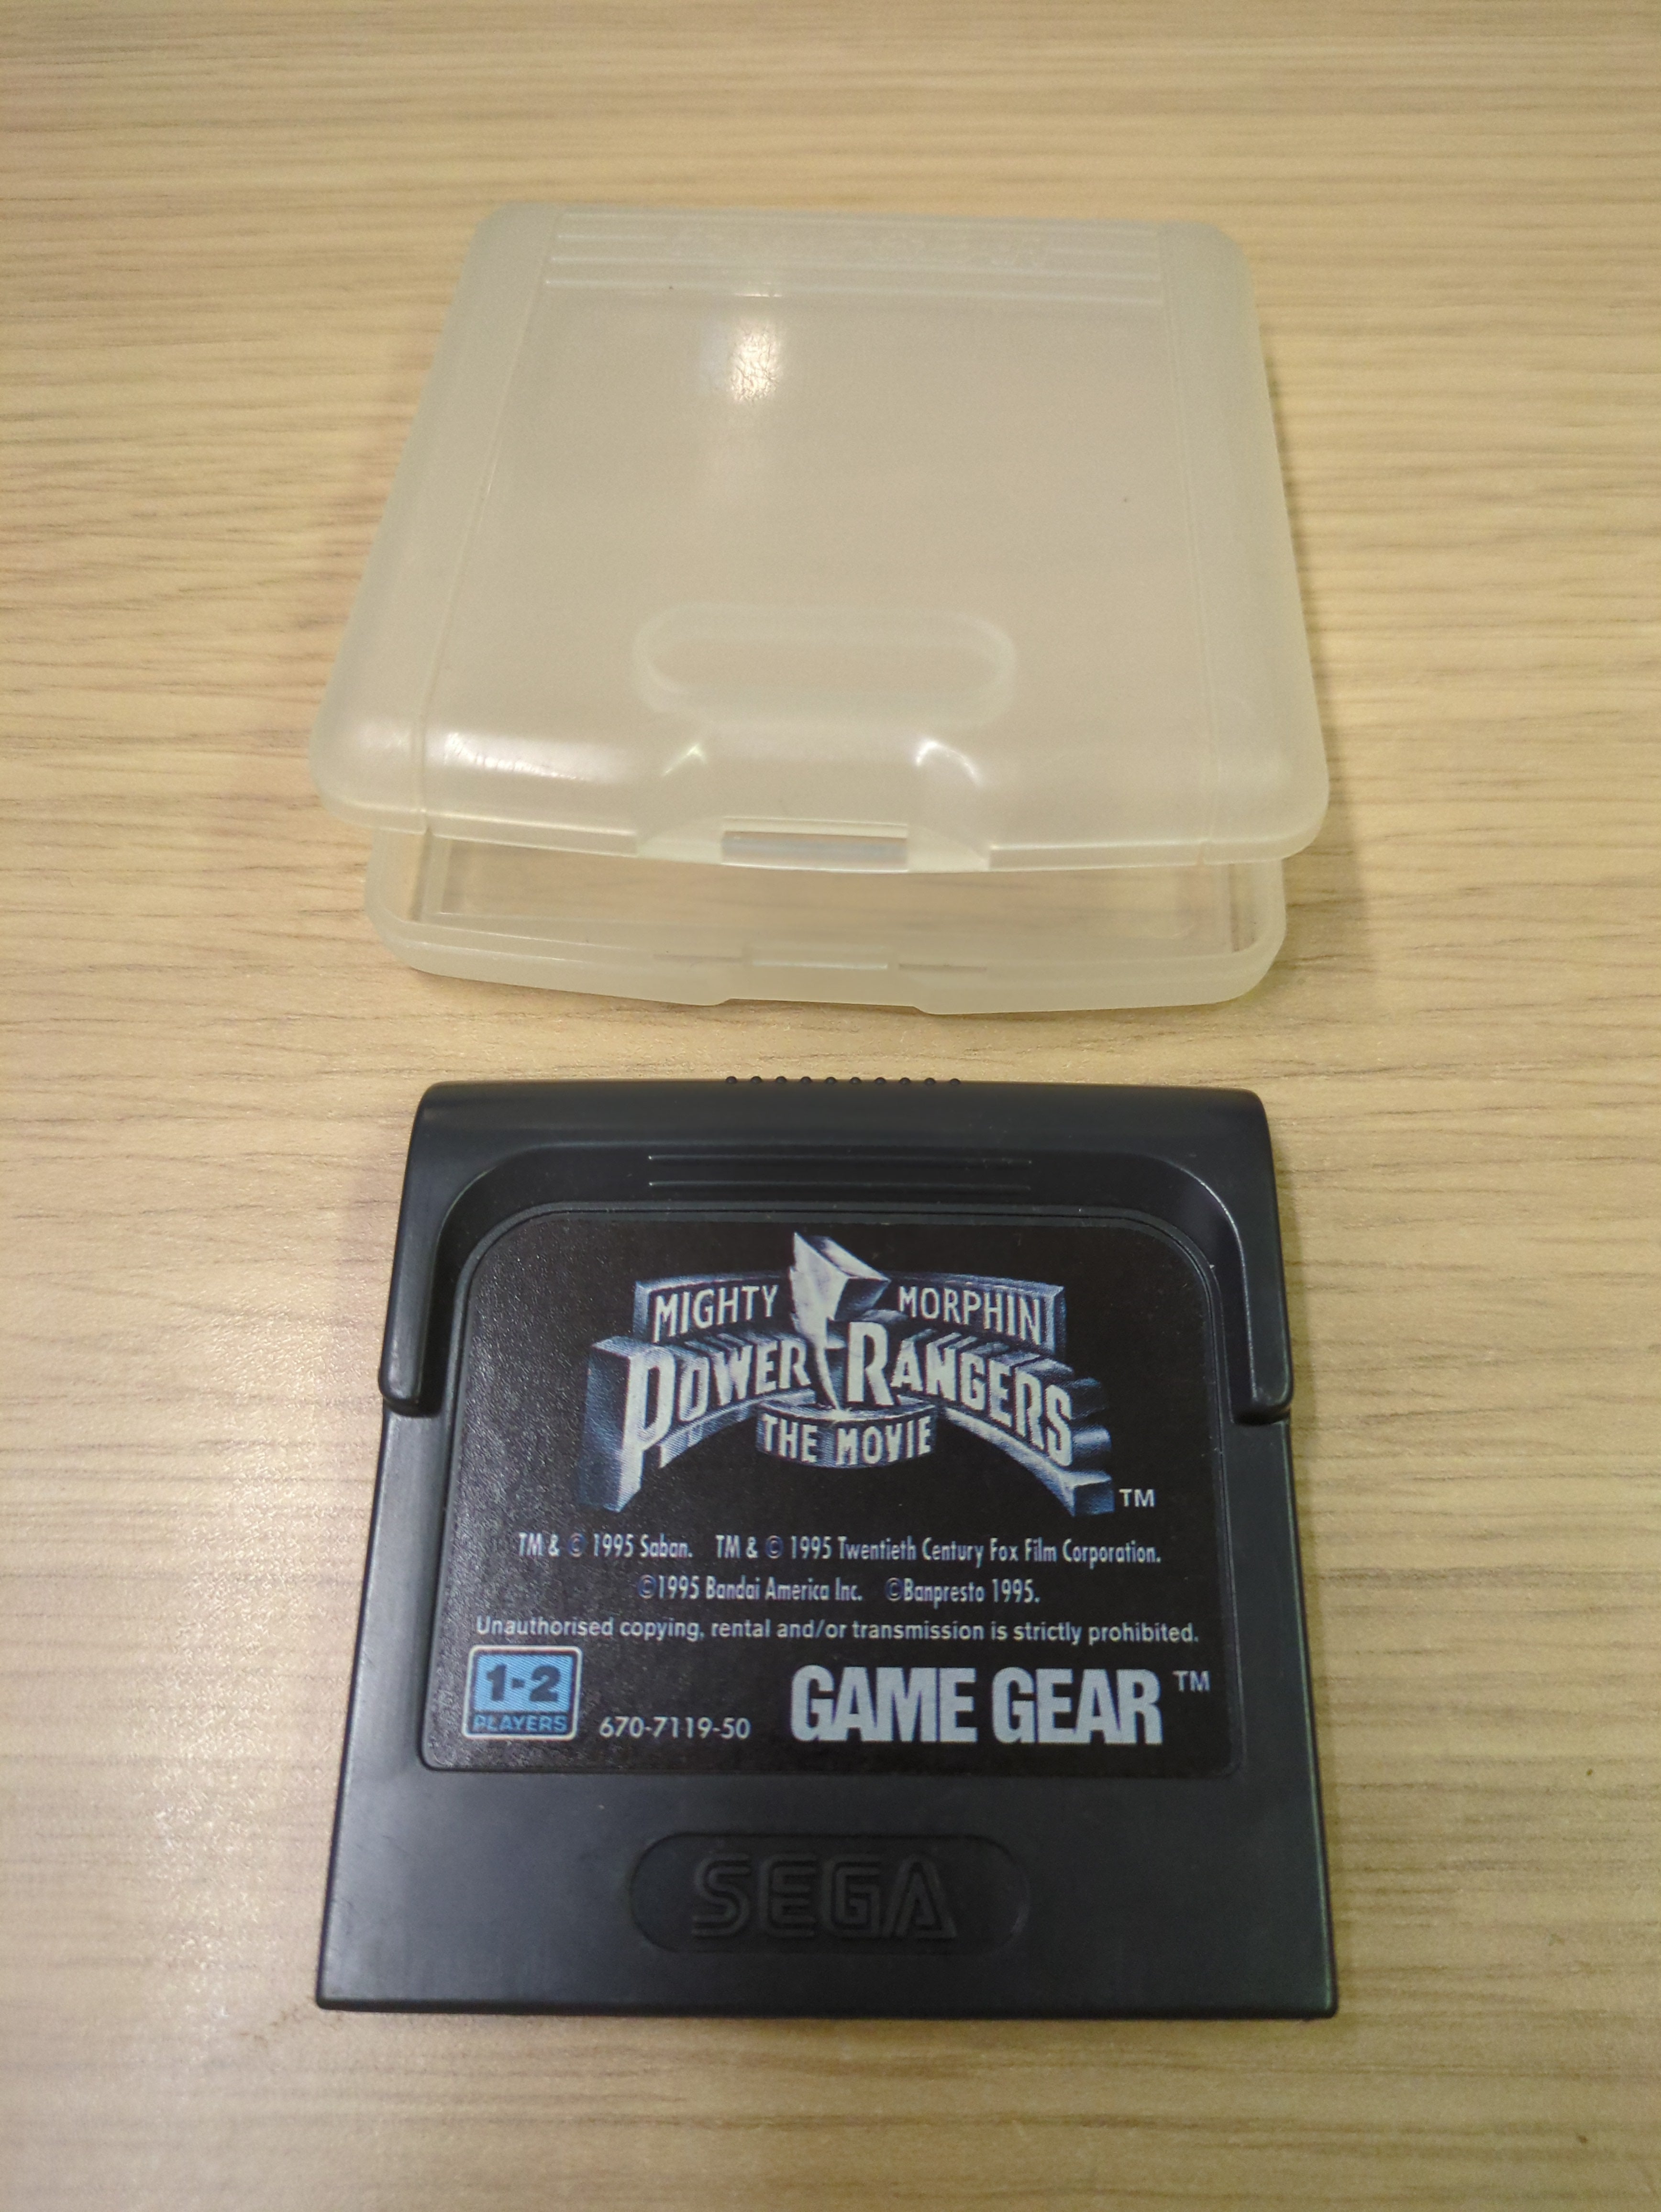 MIGHTY MORPHIN
POWER RANGERS
THE MOVIE
TM
TM & © 1995 Saban. TM & © 1995 Twentieth Century Fox Film Corporation.
©1995 Bandai America Inc. ©Banpresto 1995.
Unauthorised copying, rental and/or transmission is strictly prohibited.
1-2
PLAYERS
670-7119-50
GAME GEAR TM
SEGA